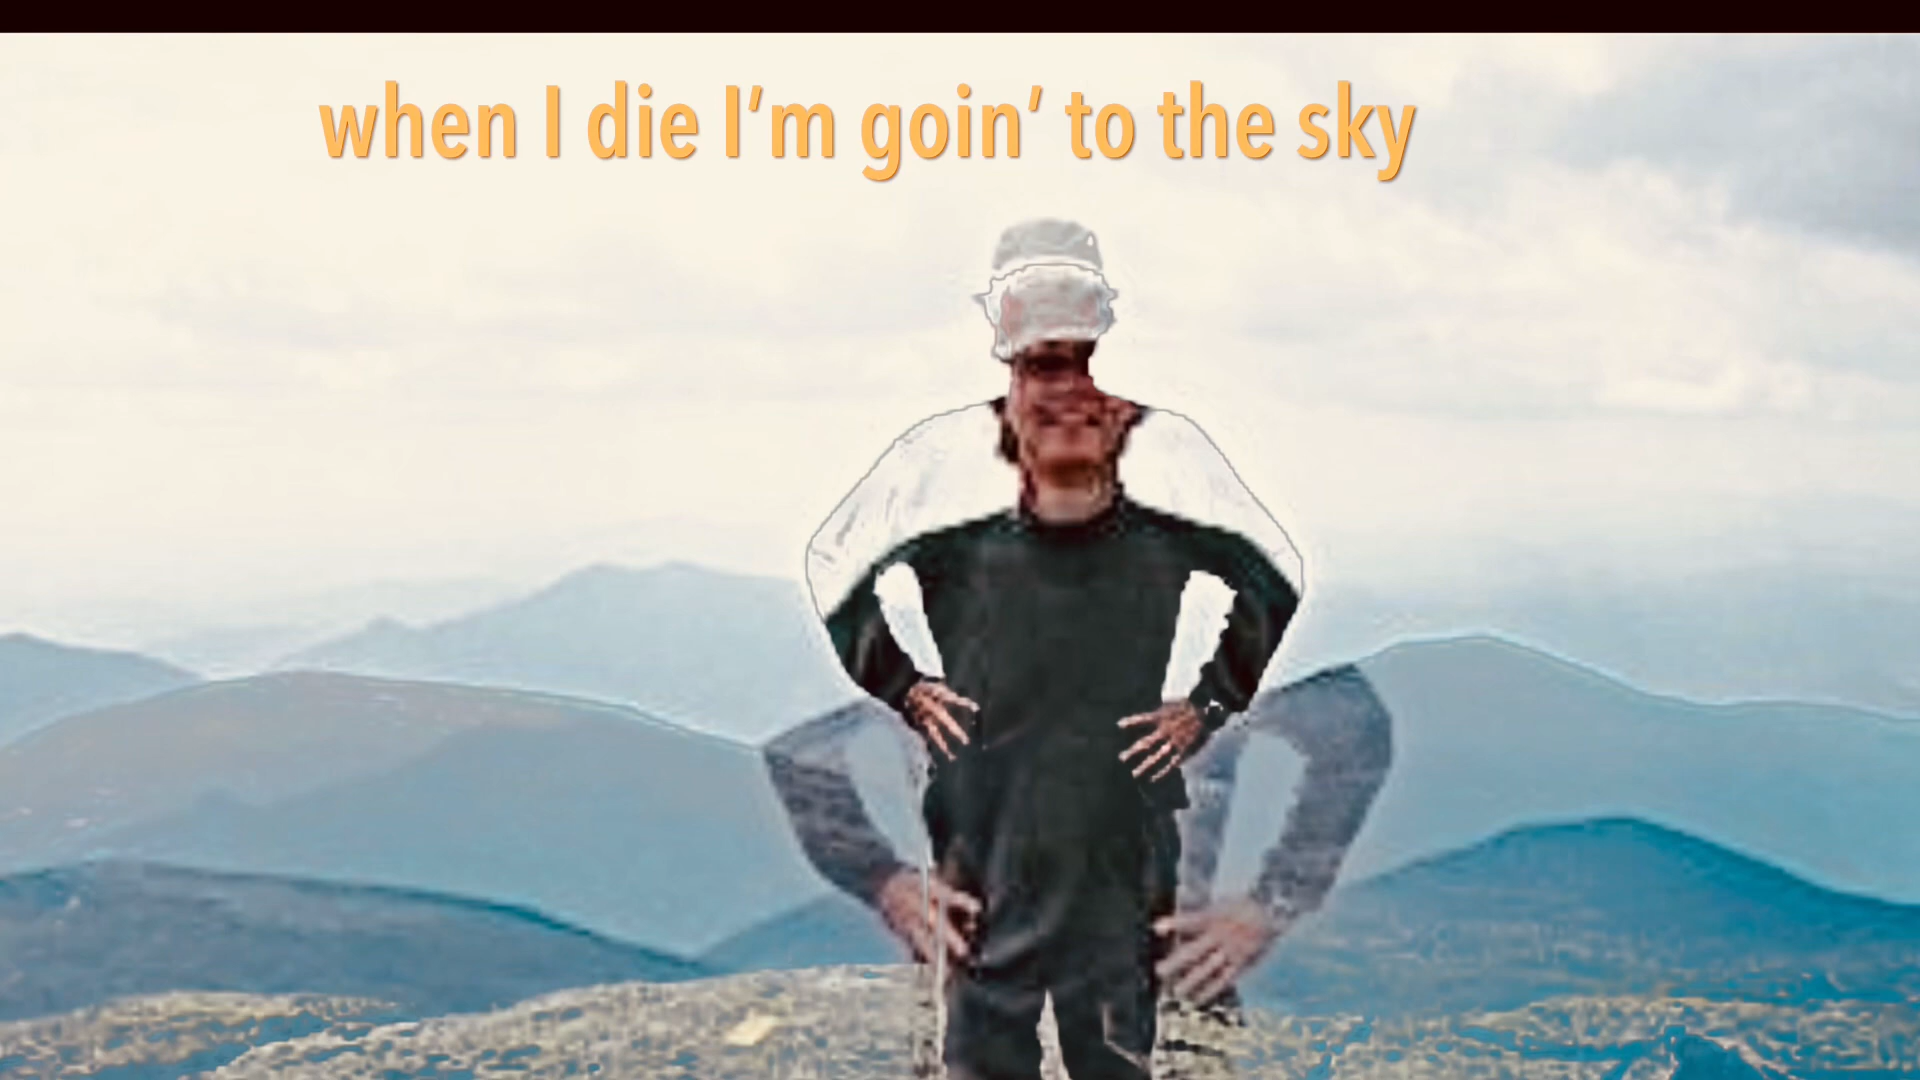 when I die I’m goin’ to the sky